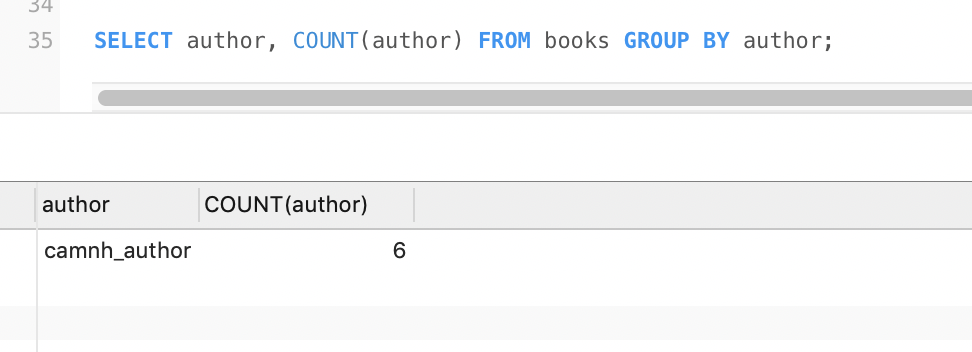 34
35 SELECT author, COUNT(author) FROM books GROUP BY author;
author COUNT(author)
camnh_author 6